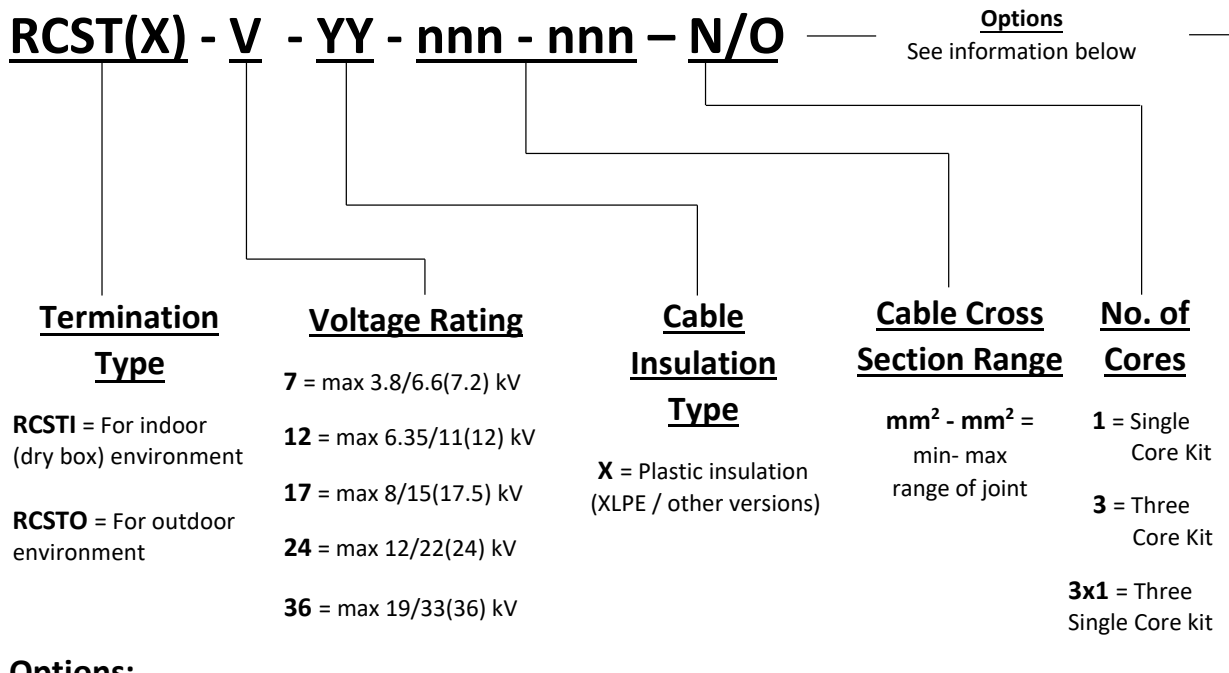 RCST(X) - V - YY - nnn - nnn – N/O
Options
See information below
Termination
Type
RCSTI = For indoor
(dry box) environment
RCSTO = For outdoor
environment
Voltage Rating
7 = max 3.8/6.6(7.2) kV
12 = max 6.35/11(12) kV
17 = max 8/15(17.5) kV
24 = max 12/22(24) kV
36 = max 19/33(36) kV
Cable
Insulation
Type
X = Plastic insulation
(XLPE / other versions)
Cable Cross
Section Range
mm² - mm² =
min- max
range of joint
No. of
Cores
1 = Single
Core Kit
3 = Three
Core Kit
3x1 = Three
Single Core kit
Options: